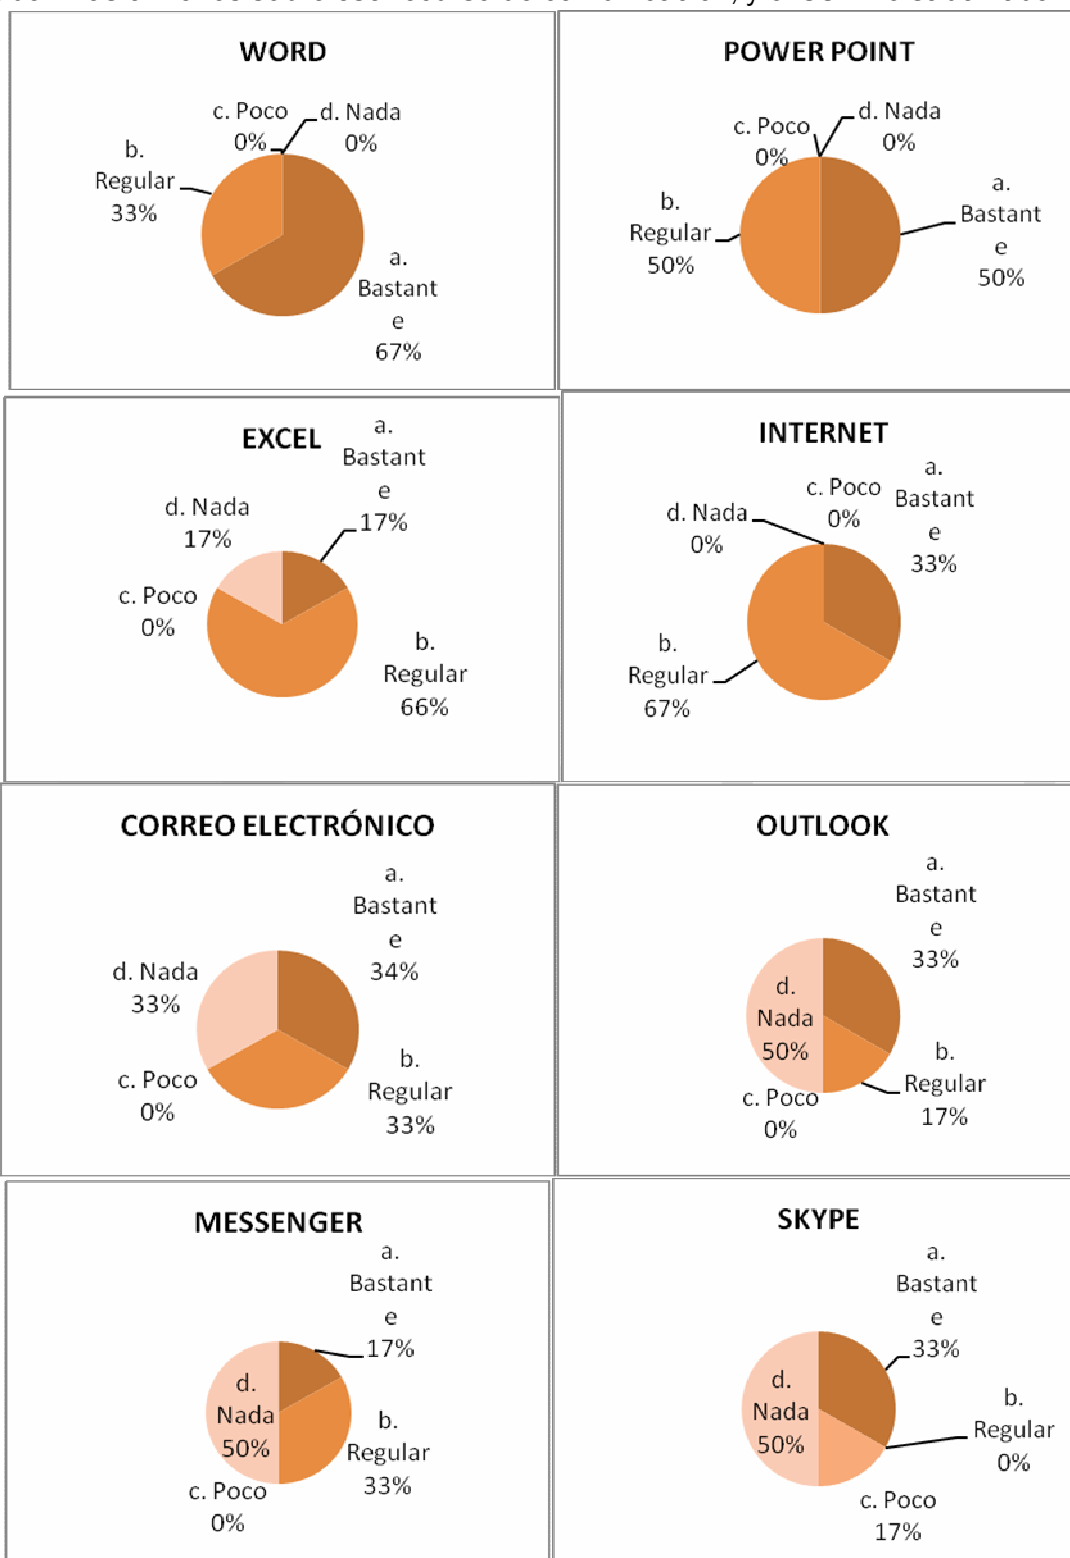 WORD
c. Poco
0%
d. Nada
0%
b.
Regular
33%
a.
Bastant
e
67%
POWER POINT
c. Poco
0%
d. Nada
0%
b.
Regular
50%
a.
Bastant
e
50%
EXCEL
a.
Bastant
e
17%
d. Nada
17%
c. Poco
0%
b.
Regular
66%
INTERNET
c. Poco
0%
a.
Bastant
e
33%
d. Nada
0%
b.
Regular
67%
CORREO ELECTRÓNICO
a.
Bastant
e
34%
d. Nada
33%
c. Poco
0%
b.
Regular
33%
OUTLOOK
a.
Bastant
e
33%
d.
Nada
50%
c. Poco
0%
b.
Regular
17%
MESSENGER
a.
Bastant
e
17%
d.
Nada
50%
b.
Regular
33%
c. Poco
0%
SKYPE
a.
Bastant
e
33%
d.
Nada
50%
b.
Regular
0%
c. Poco
17%